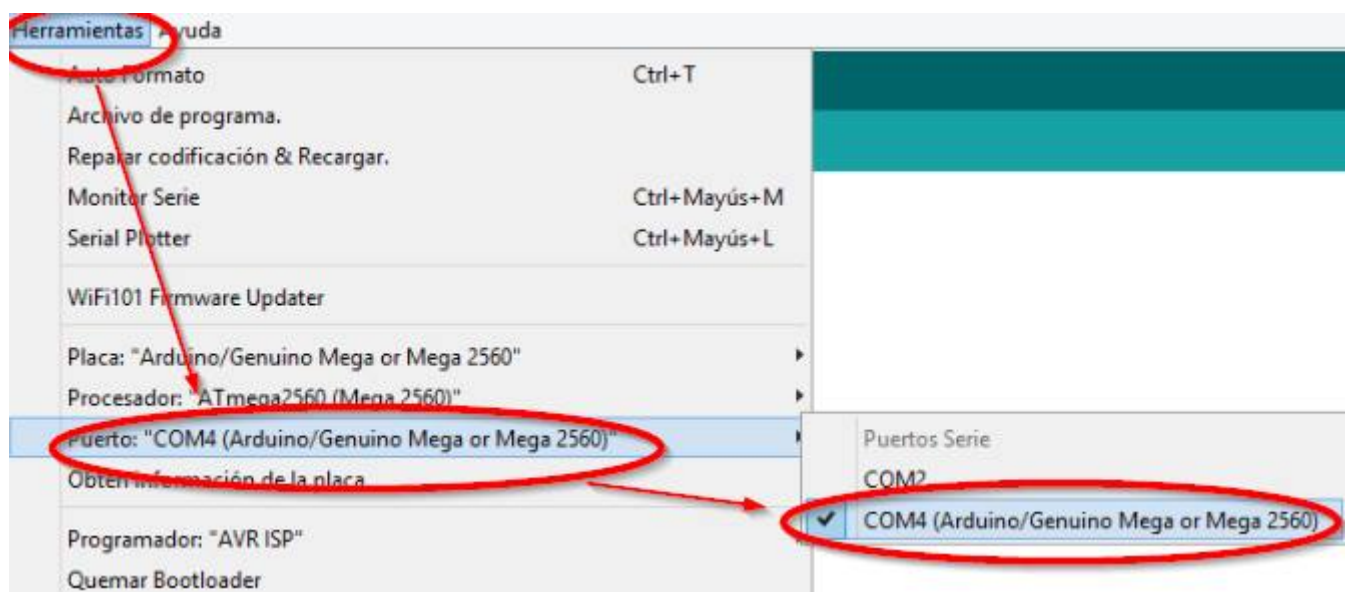 Herramientas Ayuda
Auto Formato Ctrl+T
Archivo de programa.
Reparar codificación & Recargar.
Monitor Serie Ctrl+Mayús+M
Serial Plotter Ctrl+Mayús+L
WiFi101 Firmware Updater
Placa: "Arduino/Genuino Mega or Mega 2560"
Procesador: "ATmega2560 (Mega 2560)"
Puerto: "COM4 (Arduino/Genuino Mega or Mega 2560)"
Obtén información de la placa
Programador: "AVR ISP"
Quemar Bootloader
Puertos Serie
COM2
COM4 (Arduino/Genuino Mega or Mega 2560)